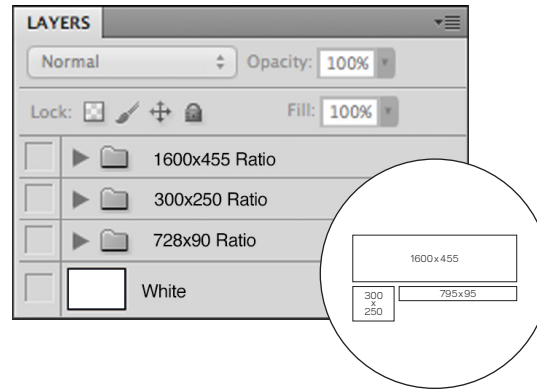 LAYERS
Normal
Opacity: 100%
Lock:
Fill: 100%
1600x455 Ratio
300x250 Ratio
728x90 Ratio
White
1600x455
300
x
250
795x95